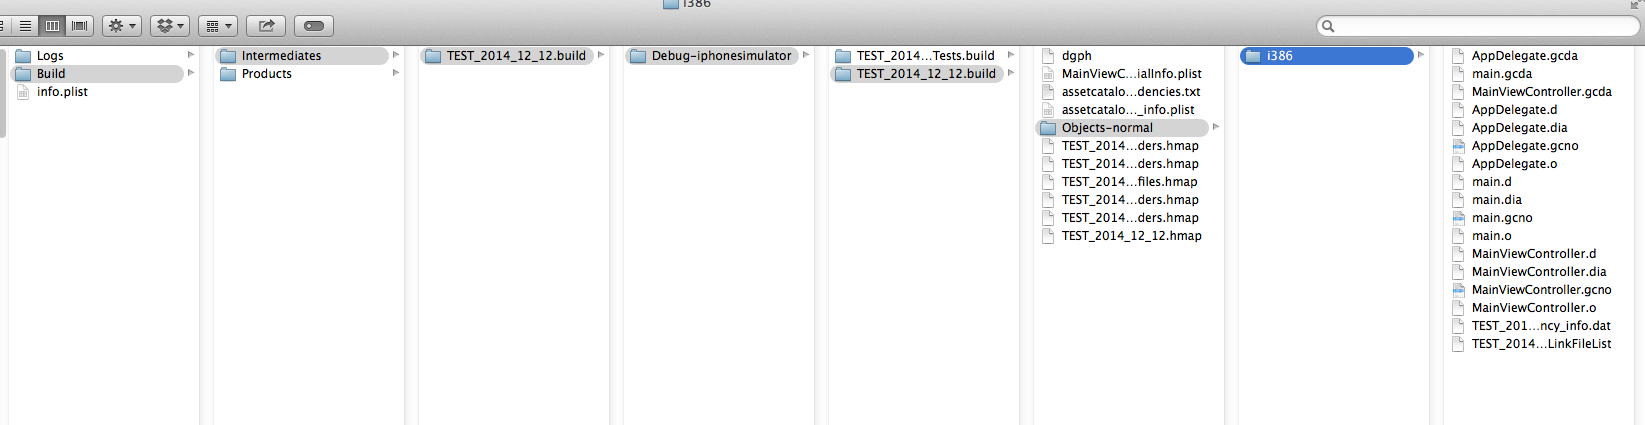 i386
Logs
Build
info.plist
Intermediates
Products
TEST_2014_12_12.build
Debug-iphonesimulator
TEST_2014...Tests.build
TEST_2014_12_12.build
dgph
MainViewC...ialInfo.plist
assetcatalo...dencies.txt
assetcatalo..._info.plist
Objects-normal
TEST_2014...ders.hmap
TEST_2014...ders.hmap
TEST_2014...files.hmap
TEST_2014...ders.hmap
TEST_2014...ders.hmap
TEST_2014_12_12.hmap
i386
AppDelegate.gcda
main.gcda
MainViewController.gcda
AppDelegate.d
AppDelegate.dia
AppDelegate.gcno
AppDelegate.o
main.d
main.dia
main.gcno
main.o
MainViewController.d
MainViewController.dia
MainViewController.gcno
MainViewController.o
TEST_201...ncy_info.dat
TEST_2014...LinkFileList